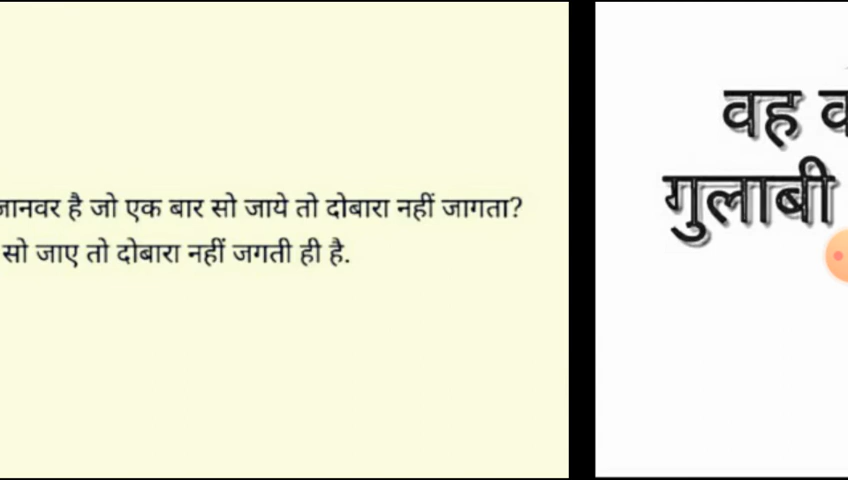 जानवर है जो एक बार सो जाये तो दोबारा नहीं जागता?
सो जाए तो दोबारा नहीं जगती ही है.
वह
गुलाबी